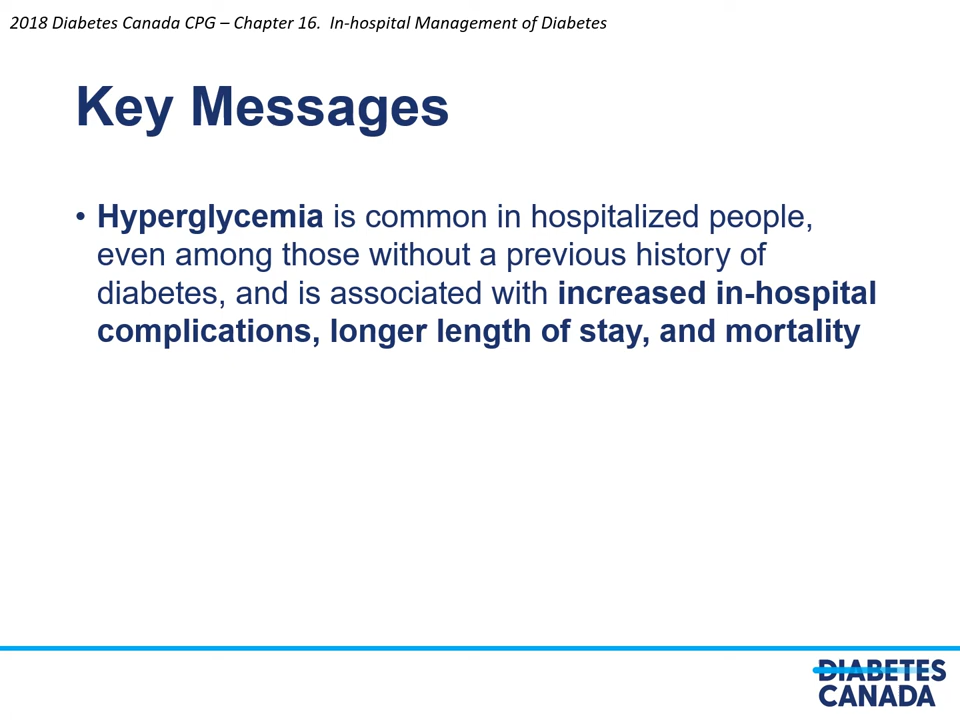 2018 Diabetes Canada CPG – Chapter 16.  In-hospital Management of Diabetes
Key Messages
• Hyperglycemia is common in hospitalized people,
even among those without a previous history of
diabetes, and is associated with increased in-hospital
complications, longer length of stay, and mortality
DIABETES
CANADA